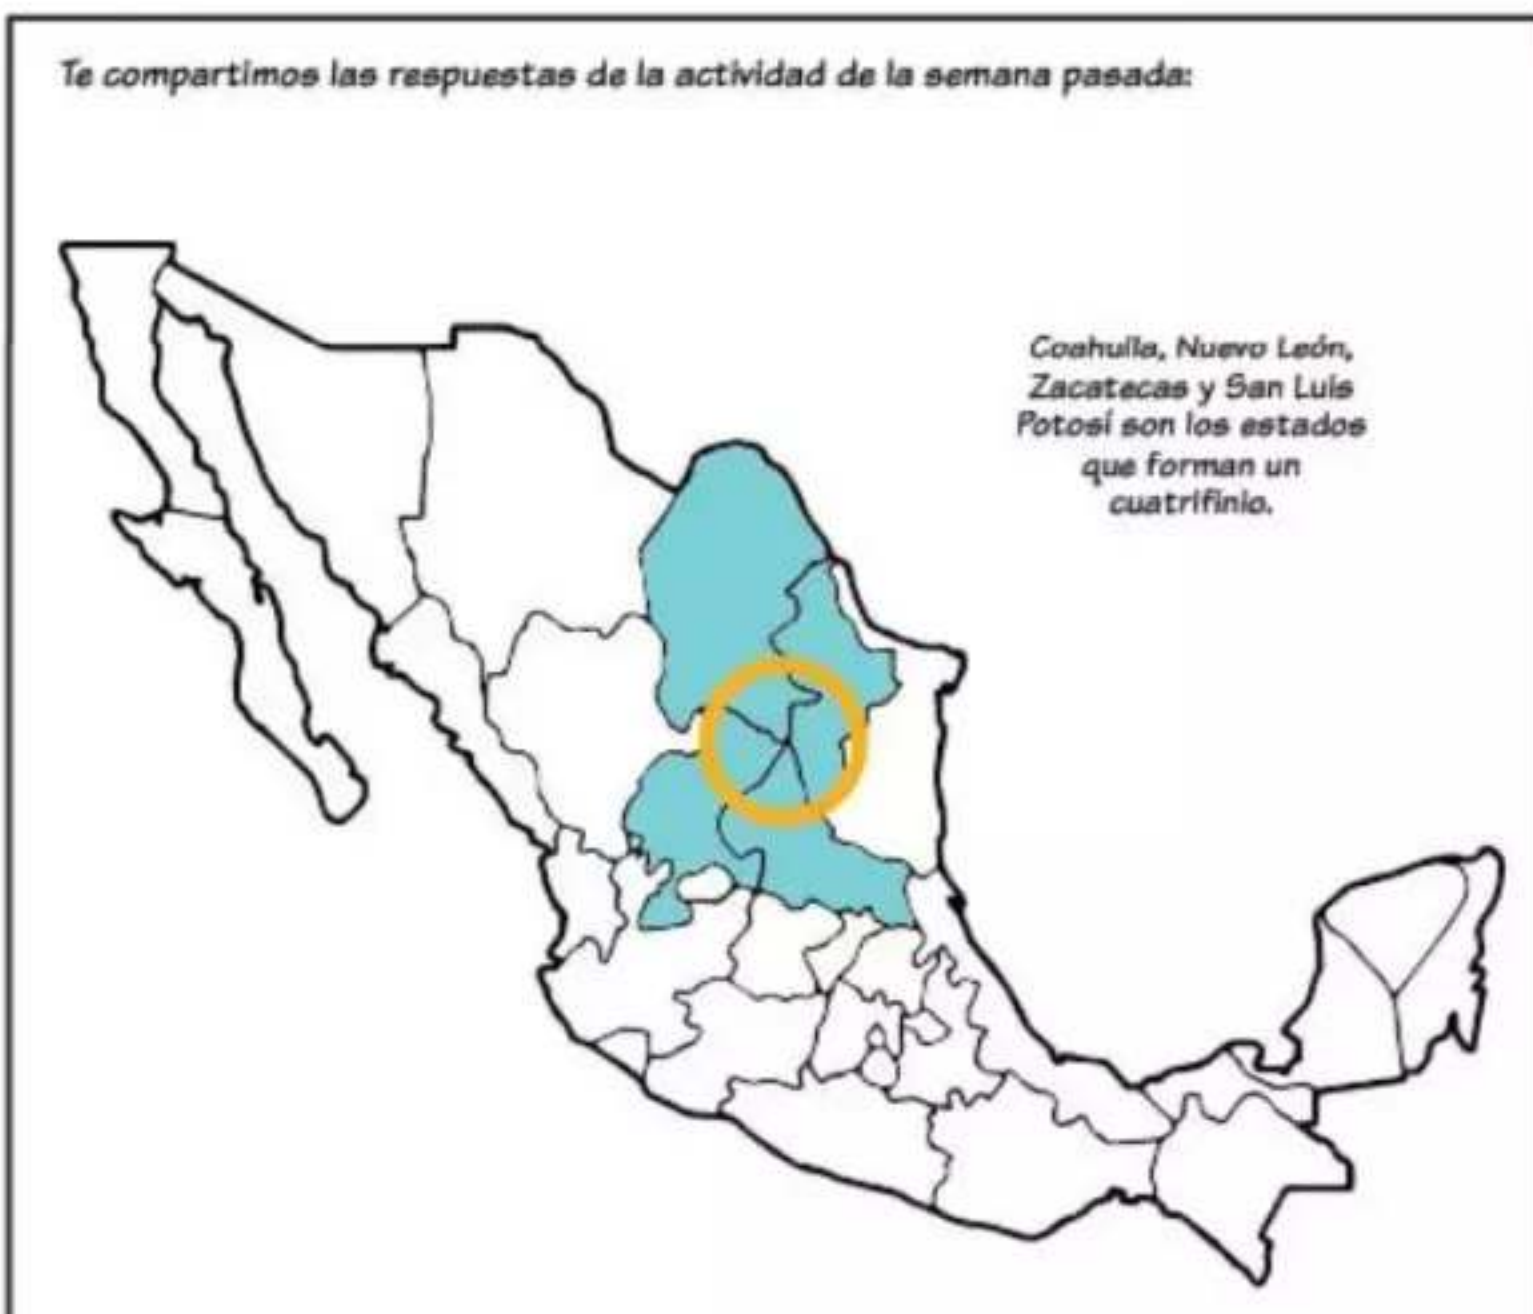 Te compartimos las respuestas de la actividad de la semana pasada:
Coahuila, Nuevo León,
Zacatecas y San Luis
Potosí son los estados
que forman un
cuatrifinio.